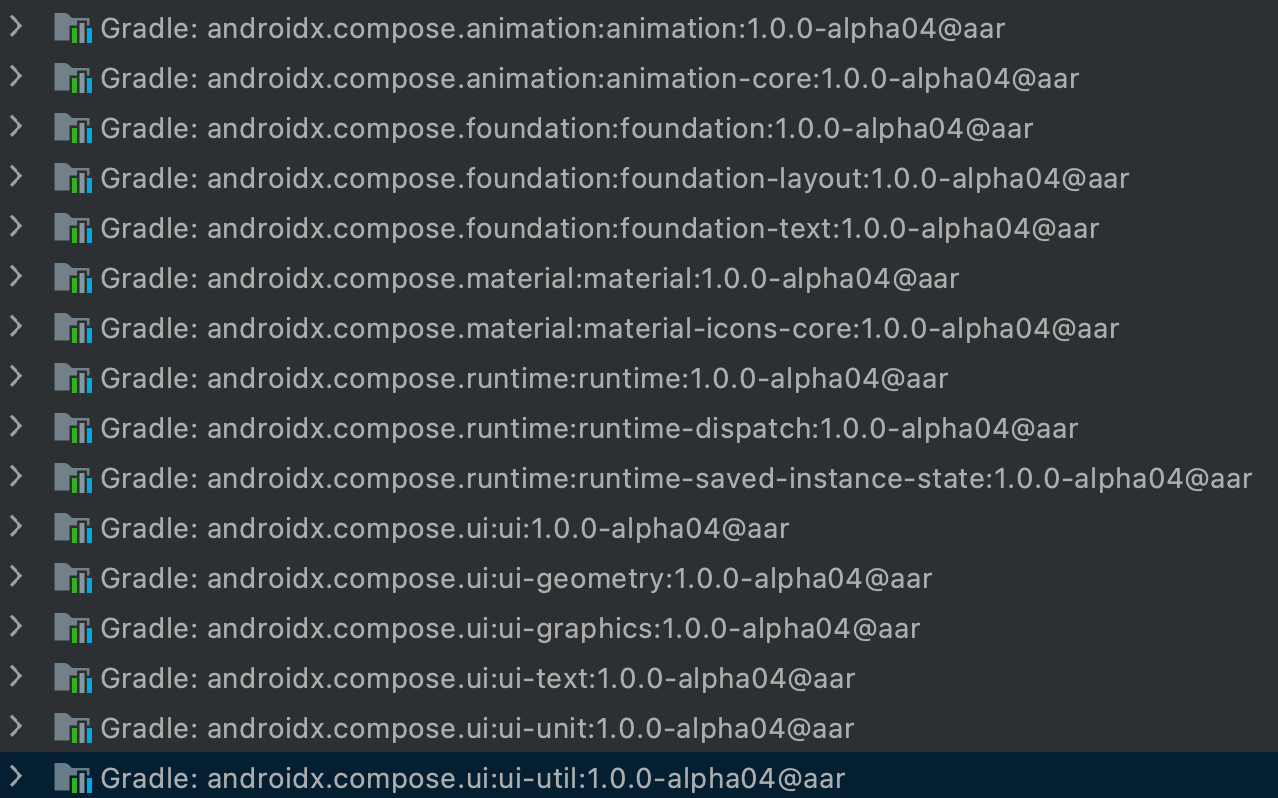 Gradle: androidx.compose.animation:animation:1.0.0-alpha04@aar
Gradle: androidx.compose.animation:animation-core:1.0.0-alpha04@aar
Gradle: androidx.compose.foundation:foundation:1.0.0-alpha04@aar
Gradle: androidx.compose.foundation:foundation-layout:1.0.0-alpha04@aar
Gradle: androidx.compose.foundation:foundation-text:1.0.0-alpha04@aar
Gradle: androidx.compose.material:material:1.0.0-alpha04@aar
Gradle: androidx.compose.material:material-icons-core:1.0.0-alpha04@aar
Gradle: androidx.compose.runtime:runtime:1.0.0-alpha04@aar
Gradle: androidx.compose.runtime:runtime-dispatch:1.0.0-alpha04@aar
Gradle: androidx.compose.runtime:runtime-saved-instance-state:1.0.0-alpha04@aar
Gradle: androidx.compose.ui:ui:1.0.0-alpha04@aar
Gradle: androidx.compose.ui:ui-geometry:1.0.0-alpha04@aar
Gradle: androidx.compose.ui:ui-graphics:1.0.0-alpha04@aar
Gradle: androidx.compose.ui:ui-text:1.0.0-alpha04@aar
Gradle: androidx.compose.ui:ui-unit:1.0.0-alpha04@aar
Gradle: androidx.compose.ui:ui-util:1.0.0-alpha04@aar